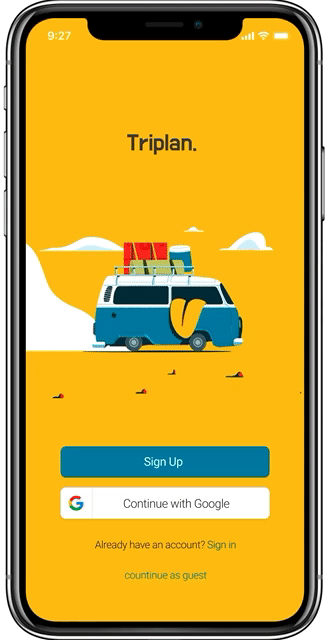 9:27
Triplan.
Sign Up
Continue with Google
Already have an account? Sign in
countinue as guest